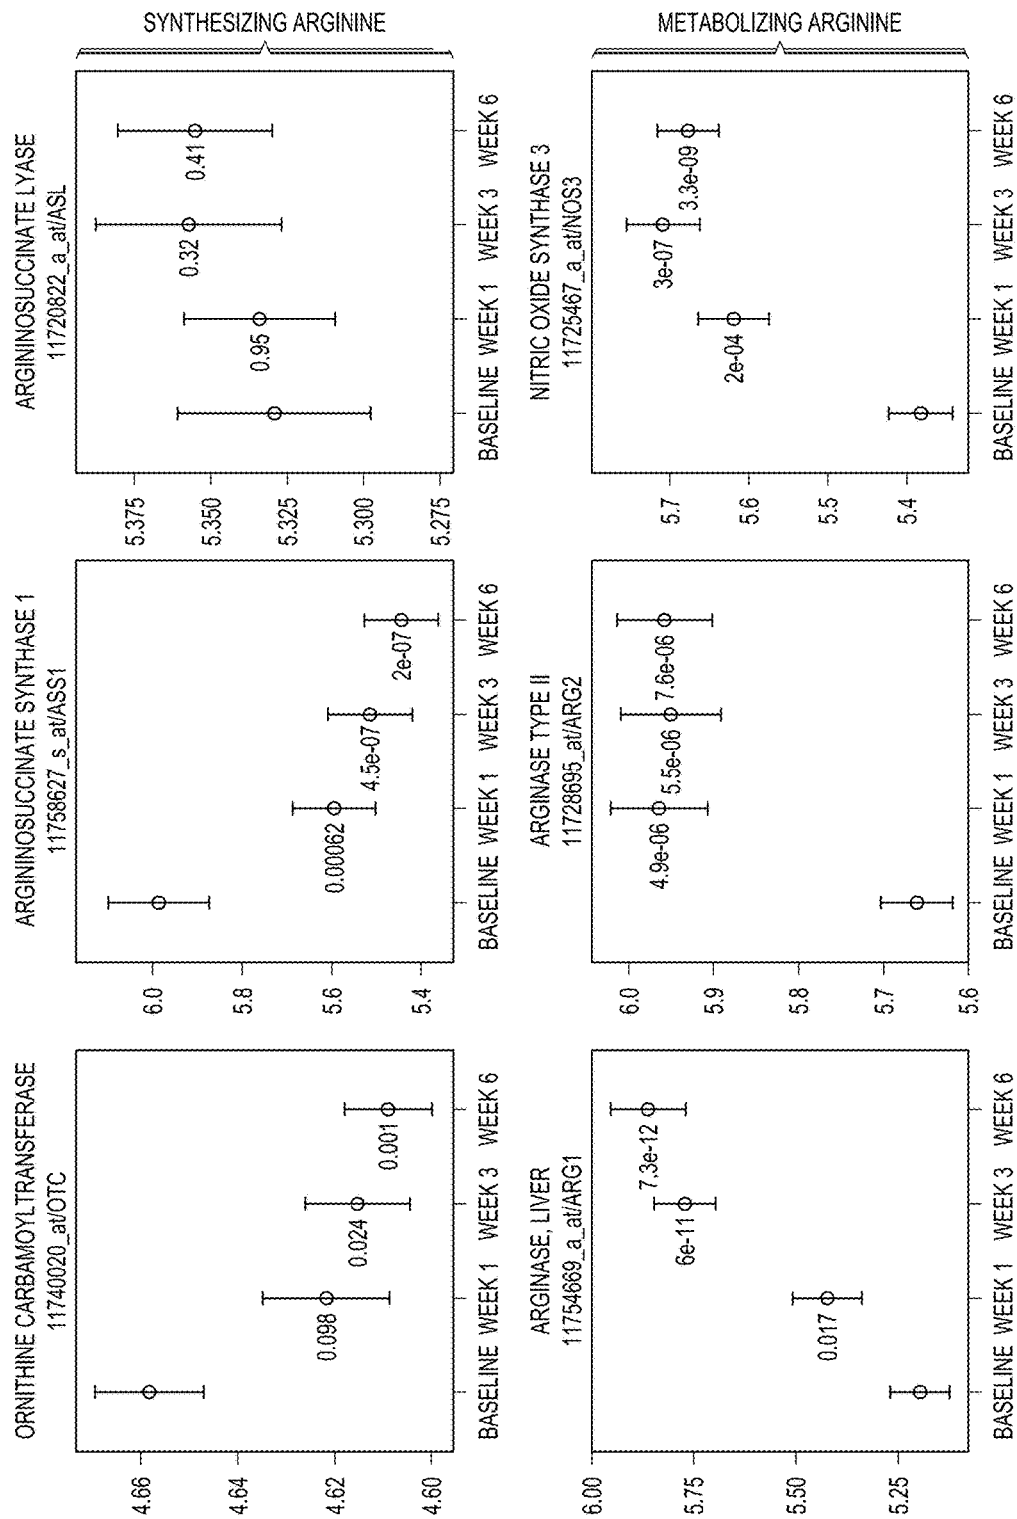 ORNITHINE CARBAMOYLTRANSFERASE
11740020_at/OTC
4.66
4.64
4.62
4.60
0.098
0.024
0.001
BASELINE WEEK 1 WEEK 3 WEEK 6
ARGININOSUCCINATE SYNTHASE 1
11758627_s_at/ASS1
6.0
5.8
5.6
5.4
0.00062
4.5e-07
2e-07
BASELINE WEEK 1 WEEK 3 WEEK 6
ARGININOSUCCINATE LYASE
11720822_a_at/ASL
5.375
5.350
5.325
5.300
5.275
0.95
0.32
0.41
BASELINE WEEK 1 WEEK 3 WEEK 6
SYNTHESIZING ARGININE
ARGINASE, LIVER
11754669_a_at/ARG1
6.00
5.75
5.50
5.25
0.017
6e-11
7.3e-12
BASELINE WEEK 1 WEEK 3 WEEK 6
ARGINASE TYPE II
11728695_at/ARG2
6.0
5.9
5.8
5.7
5.6
4.9e-06
5.5e-06
7.6e-06
BASELINE WEEK 1 WEEK 3 WEEK 6
NITRIC OXIDE SYNTHASE 3
11725467_a_at/NOS3
5.7
5.6
5.5
5.4
2e-04
3e-07
3.3e-09
BASELINE WEEK 1 WEEK 3 WEEK 6
METABOLIZING ARGININE